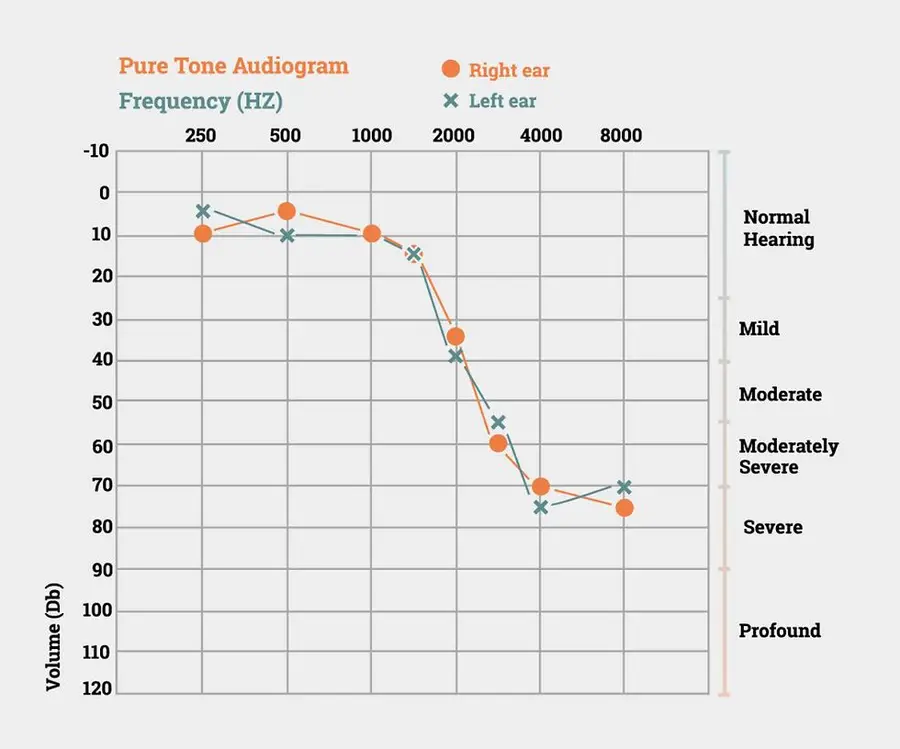 Pure Tone Audiogram
Frequency (HZ)
Right ear
Left ear
250 500 1000 2000 4000 8000
-10
0
10
20
30
40
50
60
70
80
90
100
110
120
Volume (Db)
Normal
Hearing
Mild
Moderate
Moderately
Severe
Severe
Profound